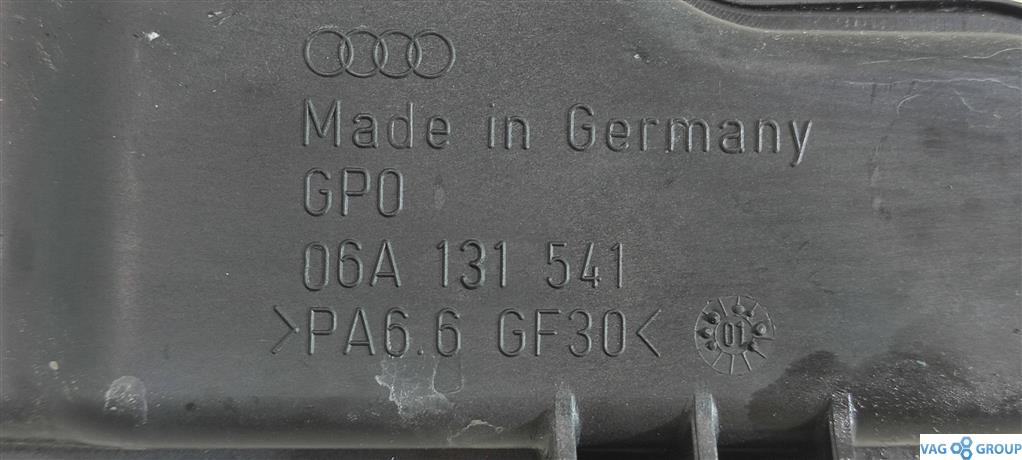 Made in Germany
GPO
06A 131 541
>PA6.6 GF30<
01
VAG GROUP